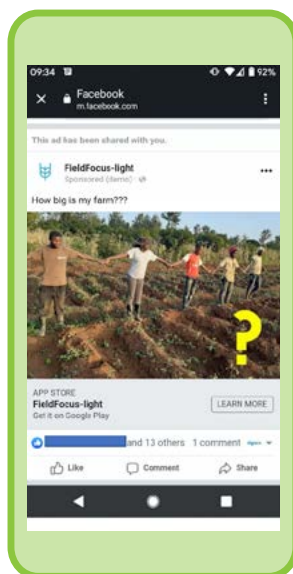 09:34 92%
Facebook
m.facebook.com
This ad has been shared with you.
FieldFocus-light
Sponsored (demo)
How big is my farm???
?
APP STORE
FieldFocus-light
Get it on Google Play
LEARN MORE
and 13 others 1 comment
Like Comment Share